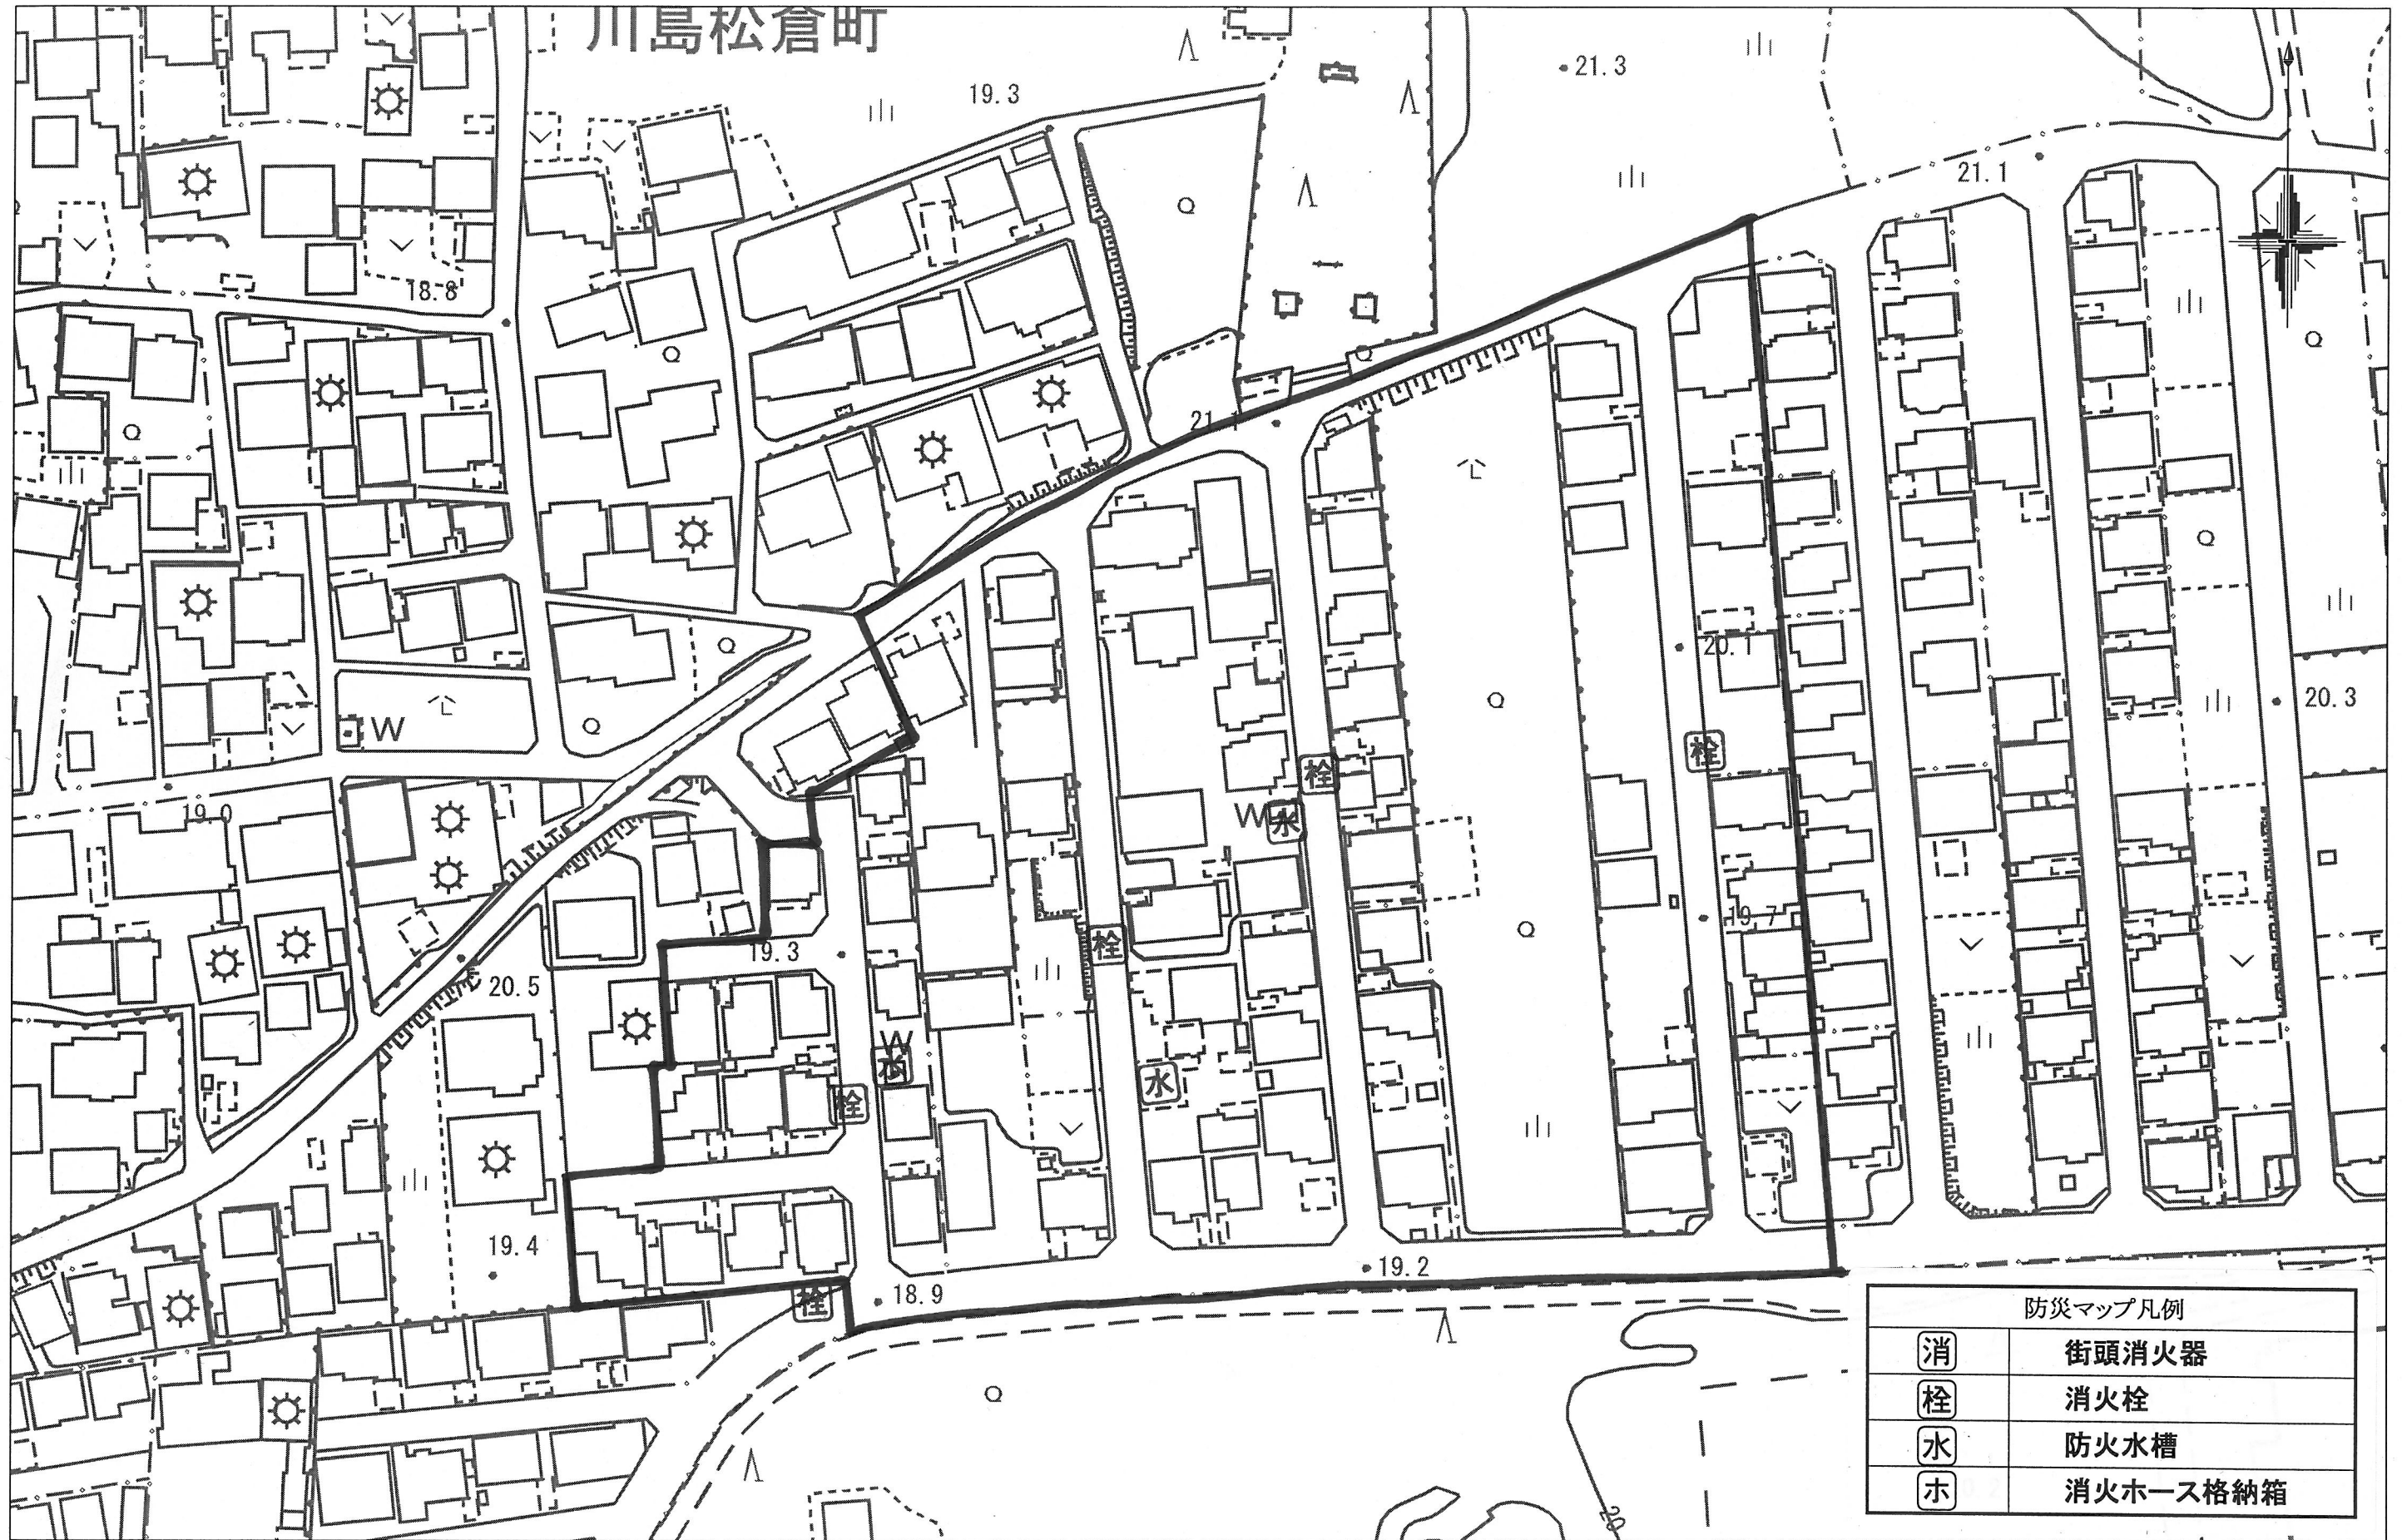 川島松倉町
21.3
19.3
21.1
18.8
21.1
20.1
20.3
W
栓
19.0
栓
W 水
19.7
栓
19.3
20.5
W
水
水
栓
19.4
19.2
18.9
栓
防災マップ凡例
消 街頭消火器
栓 消火栓
水 防火水槽
ホ 消火ホース格納箱
20